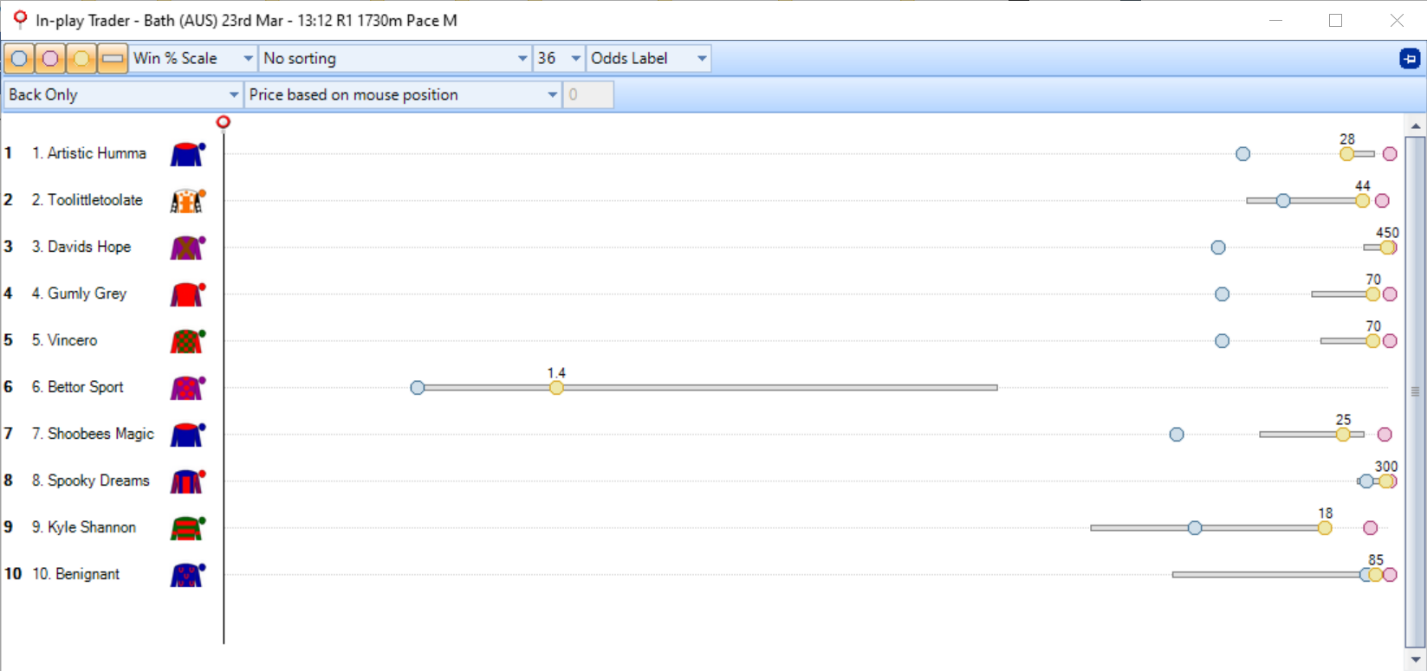 In-play Trader - Bath (AUS) 23rd Mar - 13:12 R1 1730m Pace M
Win % Scale No sorting 36 Odds Label
Back Only Price based on mouse position 0
1 1. Artistic Humma 28
2 2. Toolittletoolate 44
3 3. Davids Hope 450
4 4. Gumly Grey 70
5 5. Vincero 70
6 6. Bettor Sport 1.4
7 7. Shoobees Magic 25
8 8. Spooky Dreams 300
9 9. Kyle Shannon 18
10 10. Benignant 85